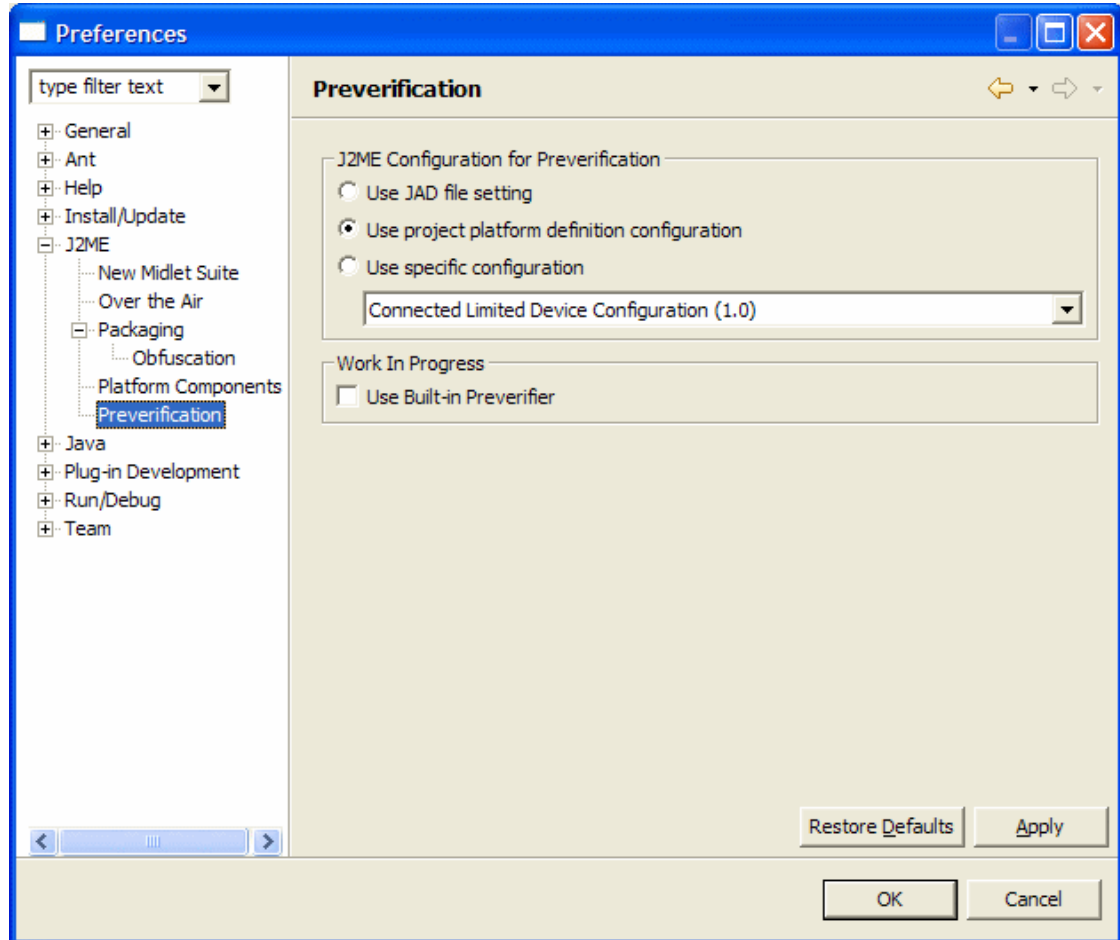 Preferences
type filter text
General
Ant
Help
Install/Update
J2ME
New Midlet Suite
Over the Air
Packaging
Obfuscation
Platform Components
Preverification
Java
Plug-in Development
Run/Debug
Team
Preverification
J2ME Configuration for Preverification
Use JAD file setting
Use project platform definition configuration
Use specific configuration
Connected Limited Device Configuration (1.0)
Work In Progress
Use Built-in Preverifier
Restore Defaults
Apply
OK
Cancel